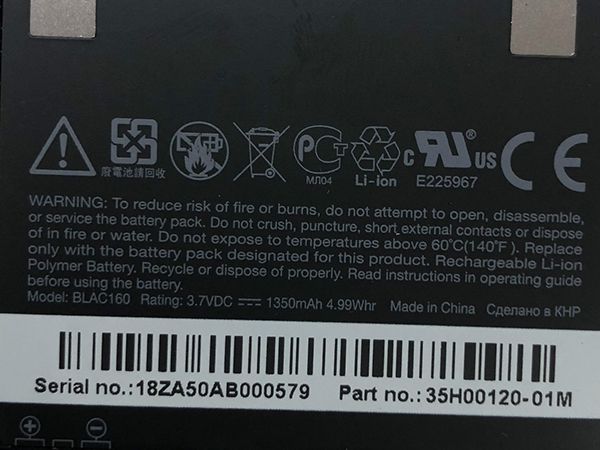 廢電池請回收
МЛ04
Li-ion
c UR us ®
E225967
CE
WARNING: To reduce risk of fire or burns, do not attempt to open, disassemble,
or service the battery pack. Do not crush, puncture, short external contacts or dispose
of in fire or water. Do not expose to temperatures above 60°C(140°F). Replace
only with the battery pack designated for this product. Rechargeable Li-ion
Polymer Battery. Recycle or dispose of properly. Read instructions in operating guide
before using the battery.
Model: BLAC160 Rating: 3.7VDC ⎓ 1350mAh 4.99Whr Made in China Сделано в КНР
Serial no.:18ZA50AB000579 Part no.: 35H00120-01M